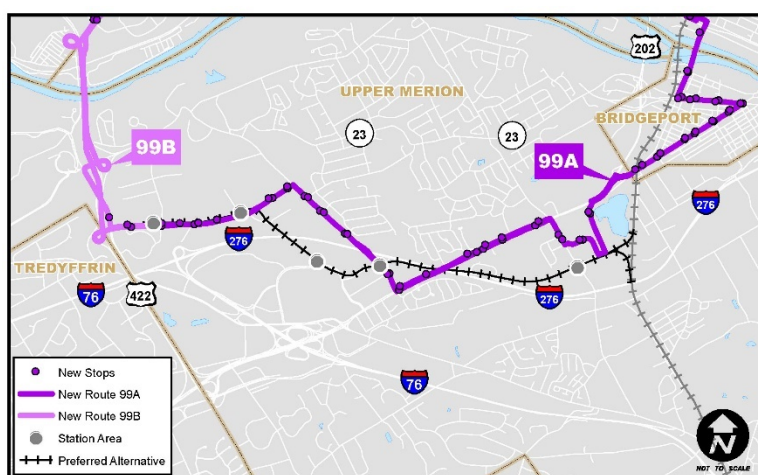 202
UPPER MERION
BRIDGEPORT
23
23
99B
99A
276
276
TREDYFFRIN
76
422
276
76
New Stops
New Route 99A
New Route 99B
Station Area
Preferred Alternative
N
NOT TO SCALE